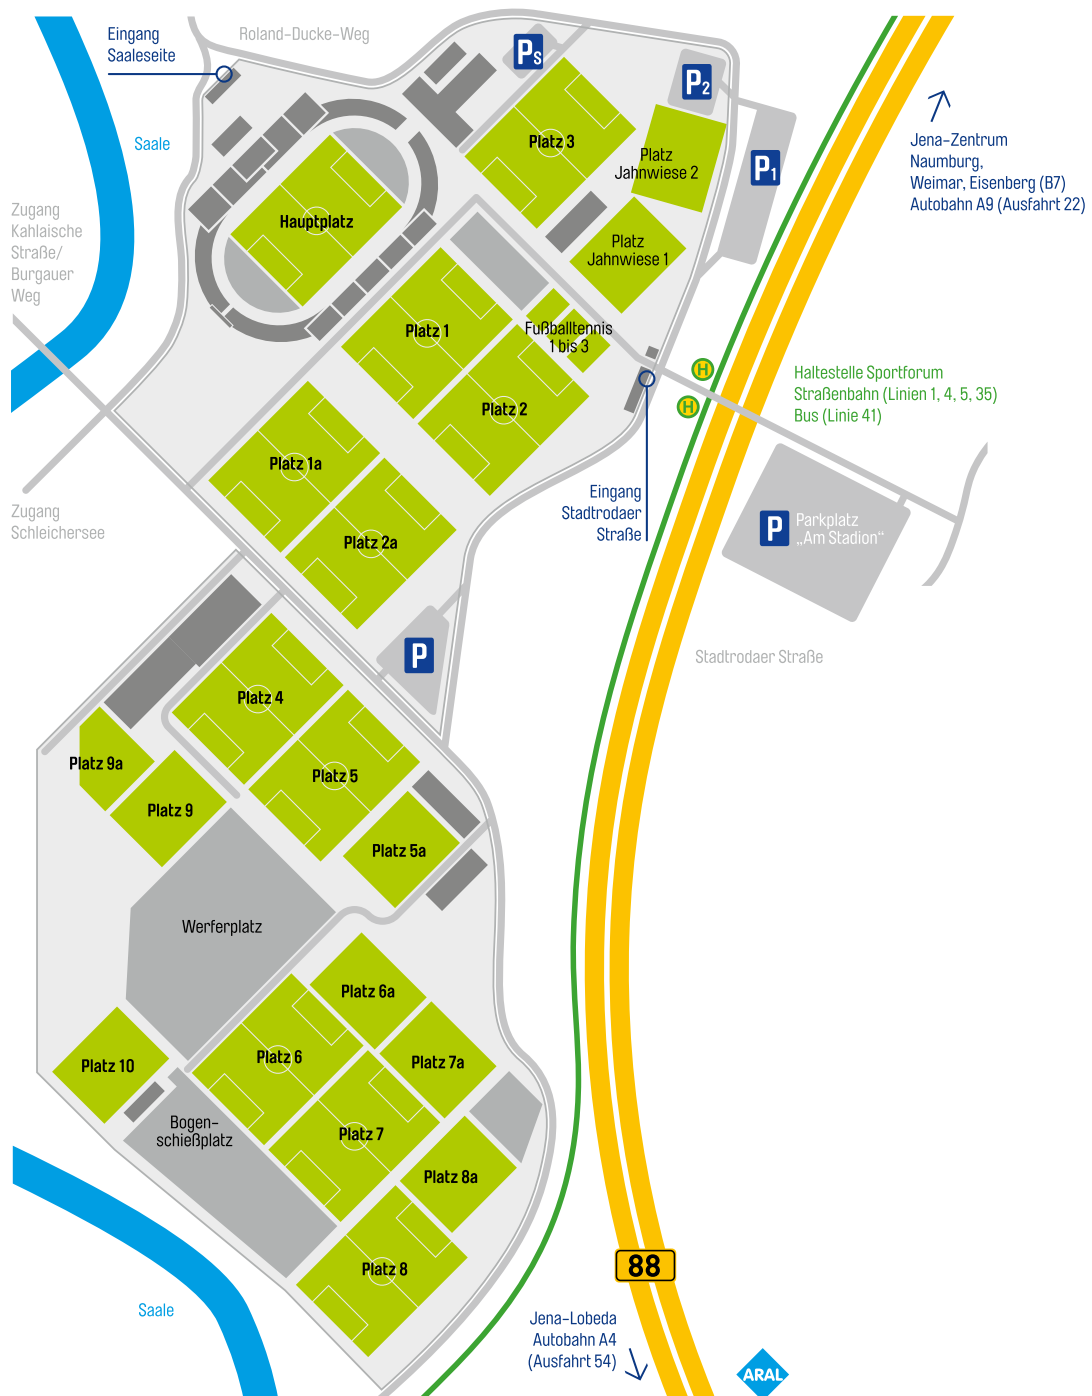 Eingang
Saaleseite
Roland-Ducke-Weg
PS
P2
P1
Saale
Jena-Zentrum
Naumburg,
Weimar, Eisenberg (B7)
Autobahn A9 (Ausfahrt 22)
Platz 3
Platz
Jahnwiese 2
Zugang
Kahlaische
Straße/
Burgauer
Weg
Hauptplatz
Platz
Jahnwiese 1
Platz 1
Fußballtennis
1 bis 3
H
H
Haltestelle Sportforum
Straßenbahn (Linien 1, 4, 5, 35)
Bus (Linie 41)
Platz 2
Platz 1a
Eingang
Stadtrodaer
Straße
Zugang
Schleichersee
P
Parkplatz
„Am Stadion“
Platz 2a
P
Stadtrodaer Straße
Platz 4
Platz 9a
Platz 5
Platz 9
Platz 5a
Werferplatz
Platz 6a
Platz 6
Platz 7a
Platz 10
Bogen-
schießplatz
Platz 7
Platz 8a
Platz 8
88
Saale
Jena-Lobeda
Autobahn A4
(Ausfahrt 54)
ARAL